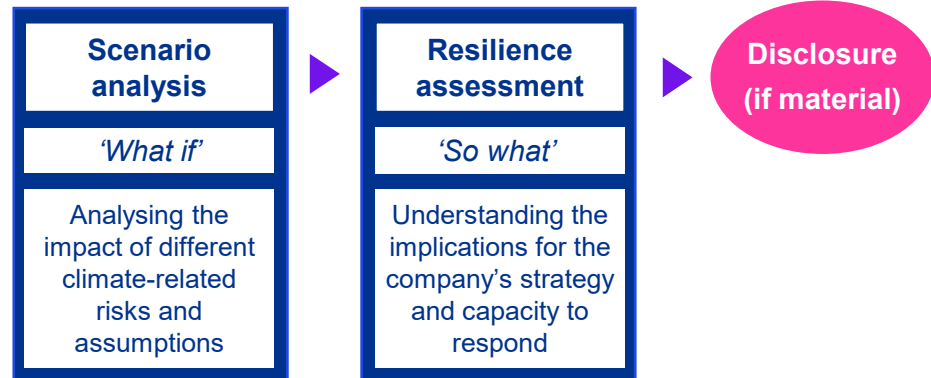 Scenario
analysis
‘What if’
Analysing the
impact of different
climate-related
risks and
assumptions
Resilience
assessment
‘So what’
Understanding the
implications for the
company’s strategy
and capacity to
respond
Disclosure
(if material)